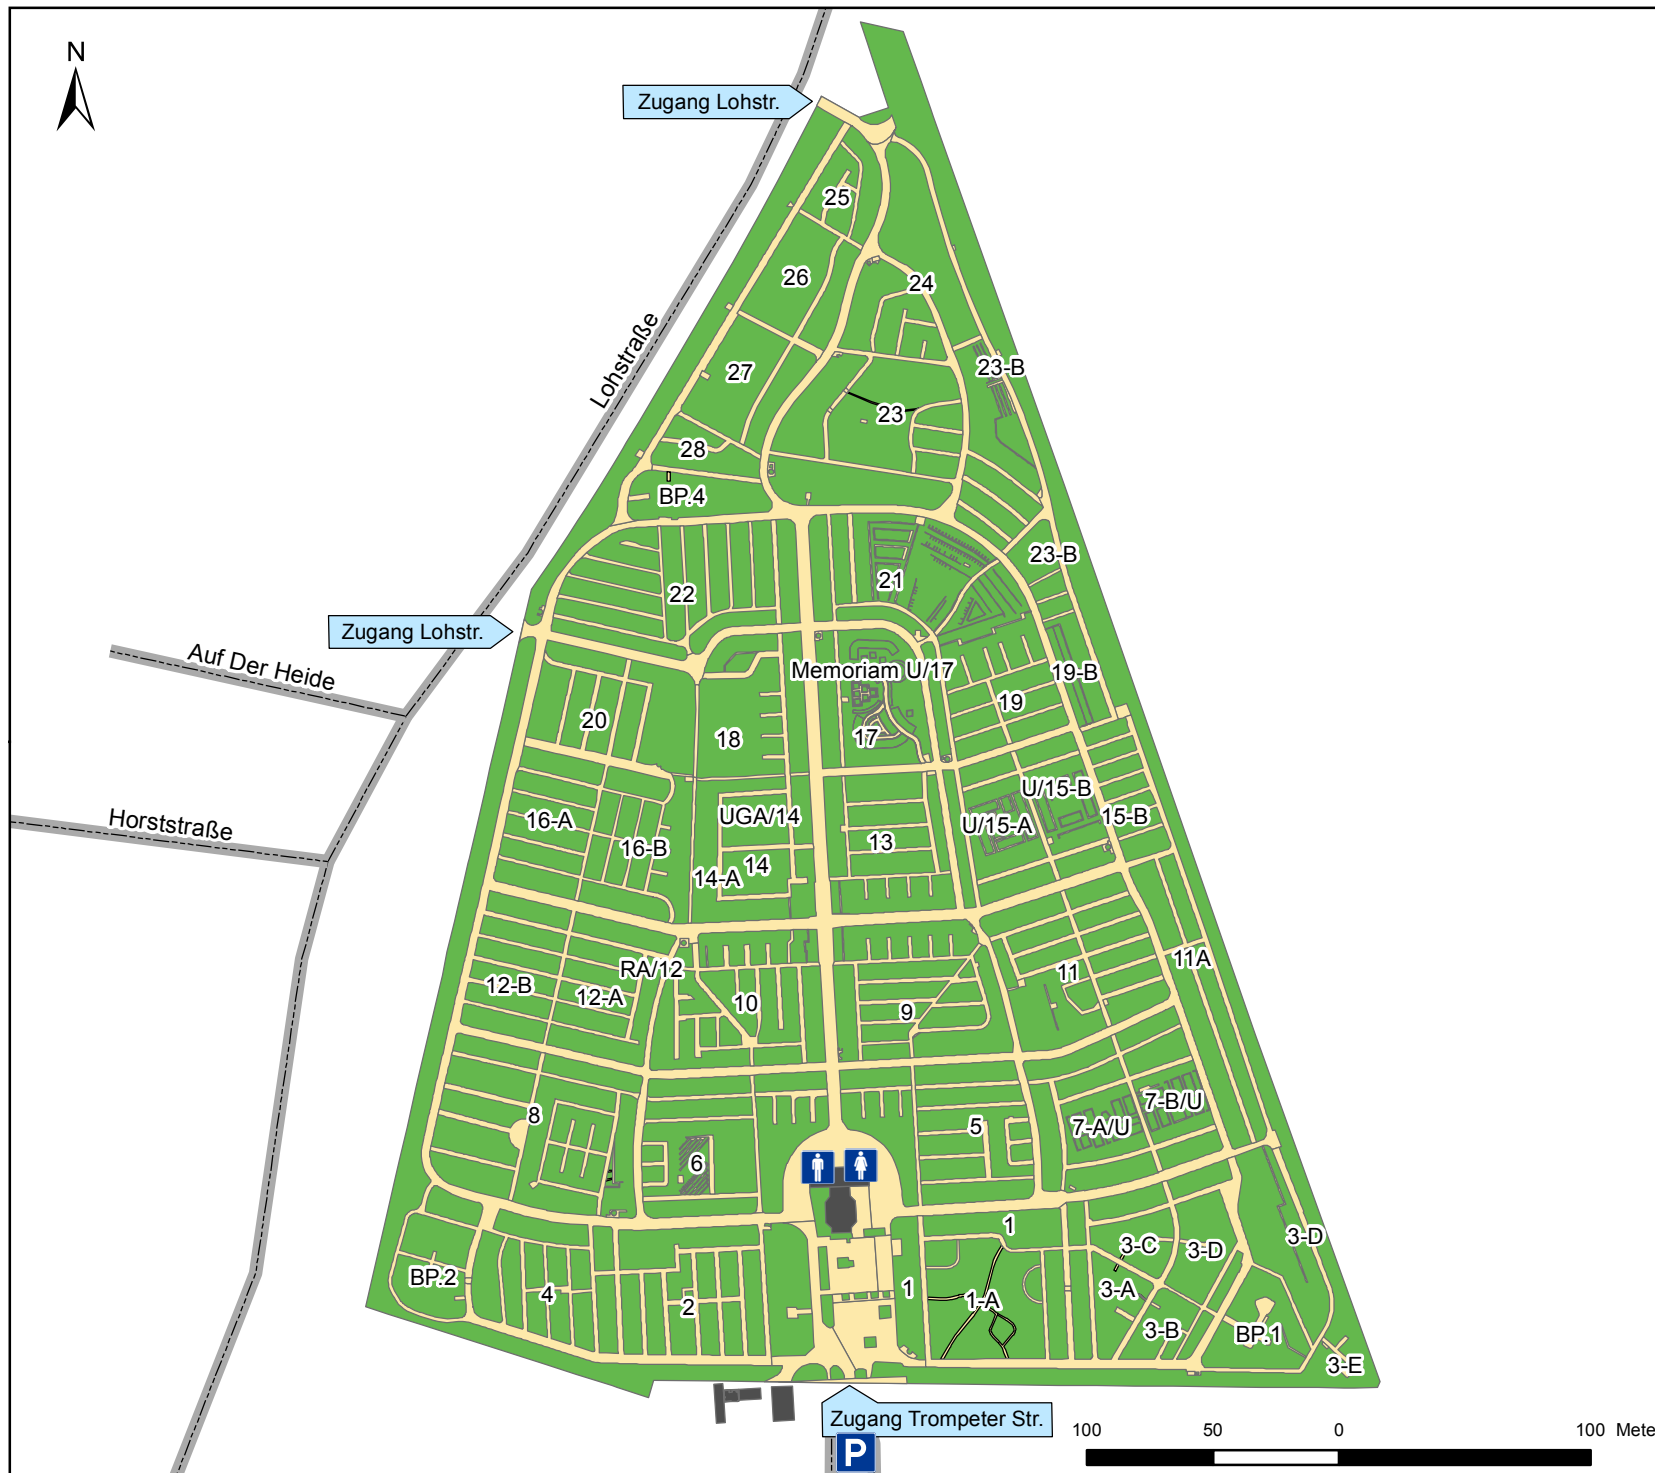 N
Zugang Lohstr.
25
26
24
Lohstraße
27
23-B
23
28
BP.4
23-B
21
22
Zugang Lohstr.
Auf Der Heide
Memoriam U/17
19-B
19
20
18
17
U/15-B
UGA/14
15-B
16-A
U/15-A
Horststraße
13
16-B
14
14-A
11A
RA/12
11
12-B
12-A
10
9
7-B/U
8
5
7-A/U
6
1
3-C
3-D
3-D
BP.2
1
3-A
4
1-A
2
3-B
BP.1
3-E
Zugang Trompeter Str.
P
100 50 0 100 Mete